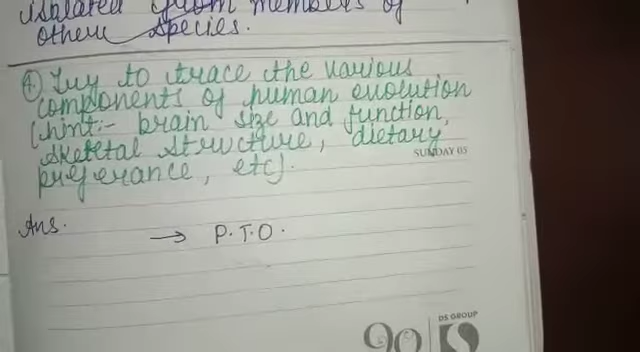 isolated from members of
other species.
④ Try to trace the various
components of human evolution
(hint:- brain size and function,
skeletal structure, dietary
preferance, etc).
SUNDAY 05
Ans.
→ P.T.O.
DS GROUP
90